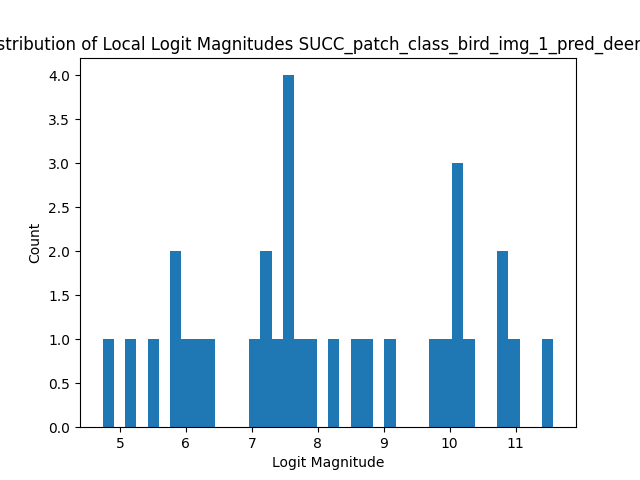 stribution of Local Logit Magnitudes SUCC_patch_class_bird_img_1_pred_deer
4.0
3.5
3.0
2.5
2.0
1.5
1.0
0.5
0.0
Count
5 6 7 8 9 10 11
Logit Magnitude